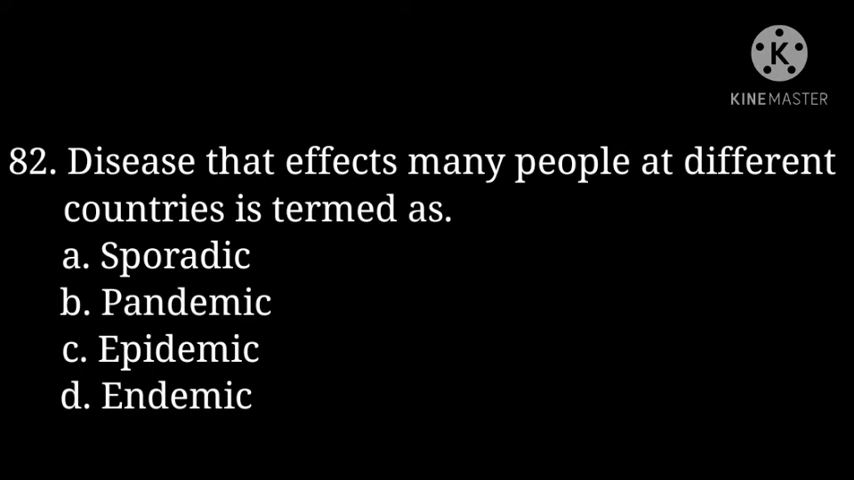 K
KINEMASTER
82. Disease that effects many people at different
countries is termed as.
a. Sporadic
b. Pandemic
c. Epidemic
d. Endemic